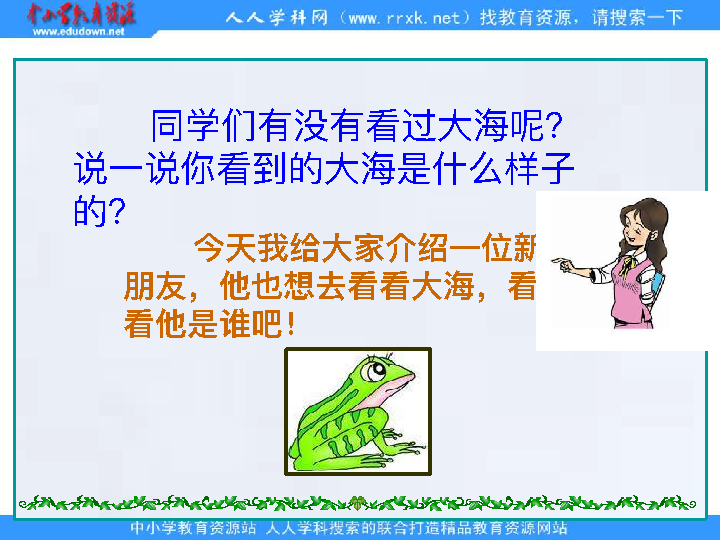 中小学教育资源
www.edudown.net
人人学科网（www.rrxk.net）找教育资源，请搜索一下
同学们有没有看过大海呢？
说一说你看到的大海是什么样子
的？
今天我给大家介绍一位新
朋友，他也想去看看大海，看
看他是谁吧！
中小学教育资源站 人人学科搜索的联合打造精品教育资源网站